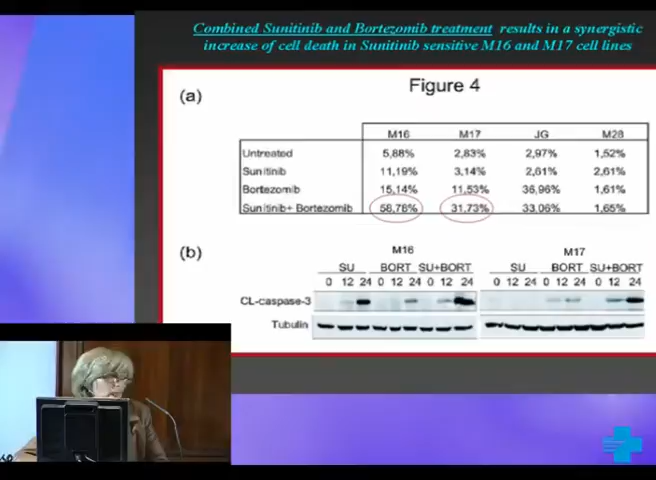 Combined Sunitinib and Bortezomib treatment results in a synergistic
increase of cell death in Sunitinib sensitive M16 and M17 cell lines
Figure 4
(a)
M16 M17 JG M28
Untreated 5,88% 2,83% 2,97% 1,52%
Sunitinib 11,19% 3,14% 2,61% 2,61%
Bortezomib 15,14% 11,53% 36,96% 1,61%
Sunitinib+ Bortezomib 56,78% 31,73% 33,06% 1,65%
(b)
M16 M17
SU BORT SU+BORT SU BORT SU+BORT
0 12 24 0 12 24 0 12 24 0 12 24 0 12 24 0 12 24
CL-caspase-3
Tubulin